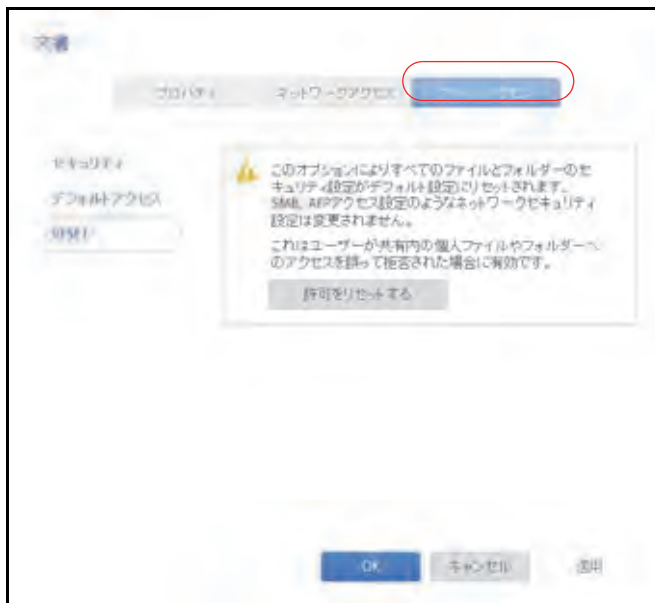 文書
プロパティ
ネットワークアクセス
セキュリティ
デフォルトアクセス
このオプションによりすべてのファイルとフォルダーのセ
キュリティ設定がデフォルト設定にリセットされます。
SMB、AFPアクセス設定のようなネットワークセキュリティ
設定は変更されません。
これはユーザーが共有内の個人ファイルやフォルダーへ
のアクセスを誤って拒否された場合に有効です。
許可をリセットする
OK
キャンセル
適用